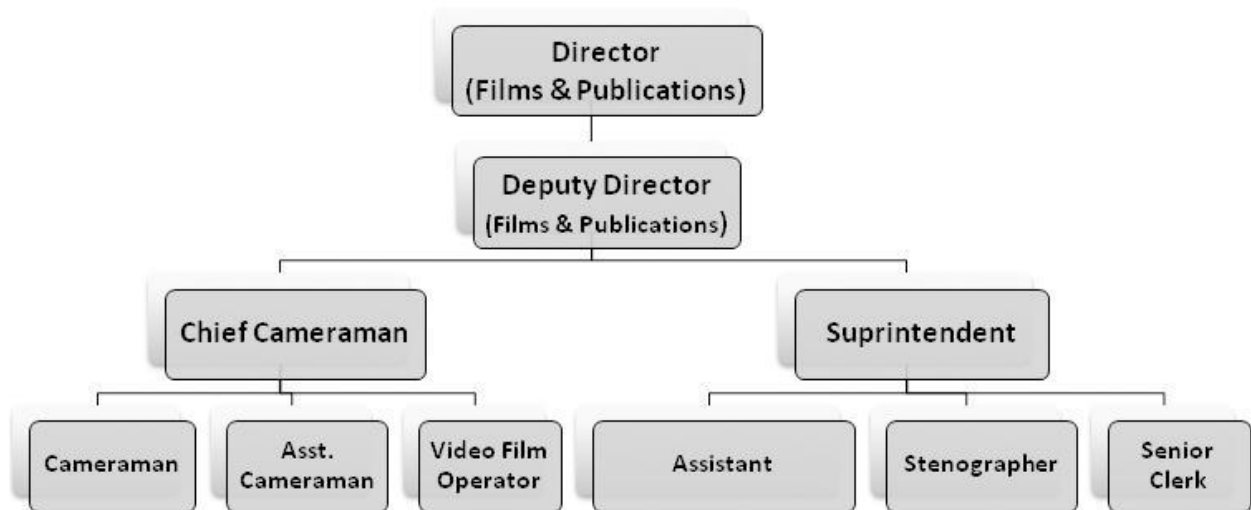 Director
(Films & Publications)
Deputy Director
(Films & Publications)
Chief Cameraman
Suprintendent
Cameraman
Asst.
Cameraman
Video Film
Operator
Assistant
Stenographer
Senior
Clerk